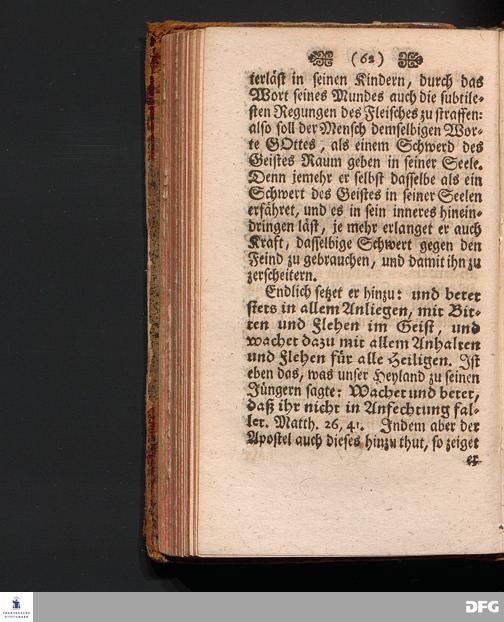 (62)
terläst in seinen Kindern, durch das
Wort seines Mundes auch die subtile-
sten Regungen des Fleisches zu straffen:
also soll der Mensch demselbigen Wor-
te GOttes, als einem Schwerd des
Geistes Raum geben in seiner Seele.
Denn jemehr er selbst dasselbe als ein
Schwert des Geistes in seiner Seelen
erfähret, und es in sein inneres hinein-
dringen läst, je mehr erlanget er auch
Kraft, dasselbige Schwert gegen den
Feind zu gebrauchen, und damit ihn zu
zerscheitern.
Endlich setzet er hinzu: und betet
stets in allem Anliegen, mit Bit-
ten und Flehen im Geist, und
wachet dazu mit allem Anhalten
und Flehen für alle Heiligen. Ist
eben das, was unser Heyland zu seinen
Jüngern sagte: Wachet und betet,
daß ihr nicht in Anfechtung fal-
let. Matth. 26, 41. Indem aber der
Apostel auch dieses hinzu thut, so zeiget
er
FRANCKESCHE
STIFTUNGEN
DFG